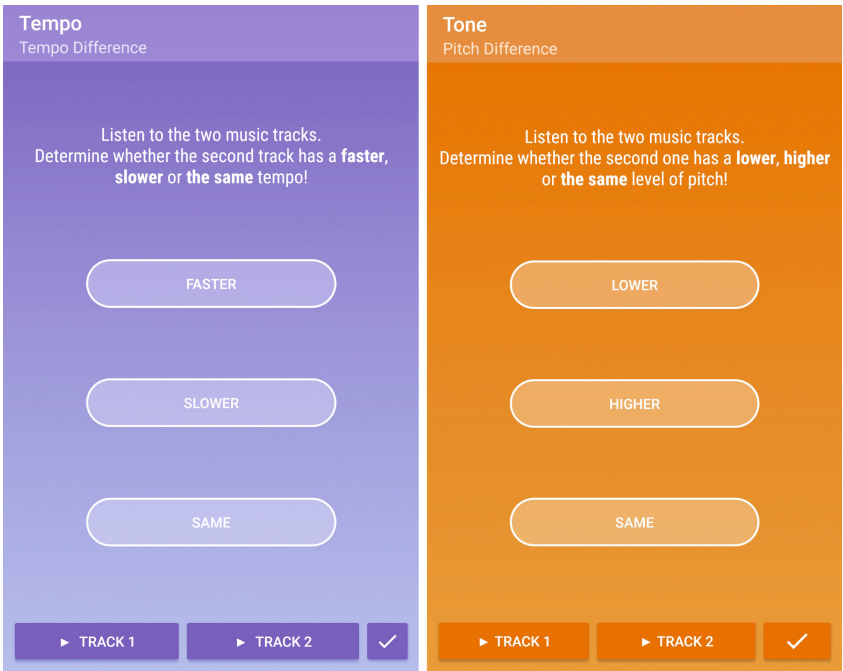 Tempo
Tempo Difference
Listen to the two music tracks.
Determine whether the second track has a faster,
slower or the same tempo!
FASTER
SLOWER
SAME
► TRACK 1
► TRACK 2
Tone
Pitch Difference
Listen to the two music tracks.
Determine whether the second one has a lower, higher
or the same level of pitch!
LOWER
HIGHER
SAME
► TRACK 1
► TRACK 2